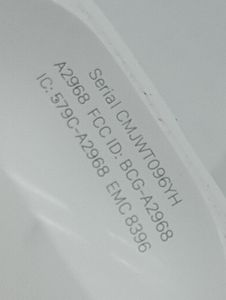 Serial CMJWT096YH
A2968 FCC ID: BCG-A2968
IC: 579C-A2968 EMC 8396